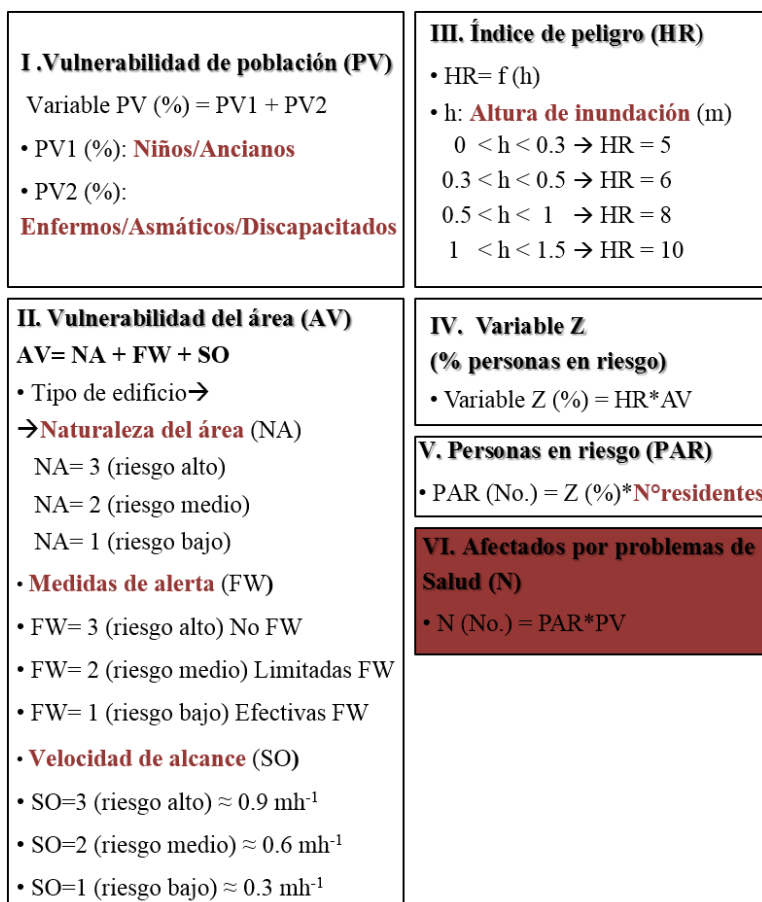 I .Vulnerabilidad de población (PV)
Variable PV (%) = PV1 + PV2
• PV1 (%): Niños/Ancianos
• PV2 (%):
Enfermos/Asmáticos/Discapacitados
II. Vulnerabilidad del área (AV)
AV= NA + FW + SO
• Tipo de edificio→
→Naturaleza del área (NA)
NA= 3 (riesgo alto)
NA= 2 (riesgo medio)
NA= 1 (riesgo bajo)
• Medidas de alerta (FW)
• FW= 3 (riesgo alto) No FW
• FW= 2 (riesgo medio) Limitadas FW
• FW= 1 (riesgo bajo) Efectivas FW
• Velocidad de alcance (SO)
• SO=3 (riesgo alto) ≈ 0.9 mh⁻¹
• SO=2 (riesgo medio) ≈ 0.6 mh⁻¹
• SO=1 (riesgo bajo) ≈ 0.3 mh⁻¹
III. Índice de peligro (HR)
• HR= f (h)
• h: Altura de inundación (m)
0 < h < 0.3 → HR = 5
0.3 < h < 0.5 → HR = 6
0.5 < h < 1 → HR = 8
1 < h < 1.5 → HR = 10
IV. Variable Z
(% personas en riesgo)
• Variable Z (%) = HR*AV
V. Personas en riesgo (PAR)
• PAR (No.) = Z (%)*N°residentes
VI. Afectados por problemas de
Salud (N)
• N (No.) = PAR*PV